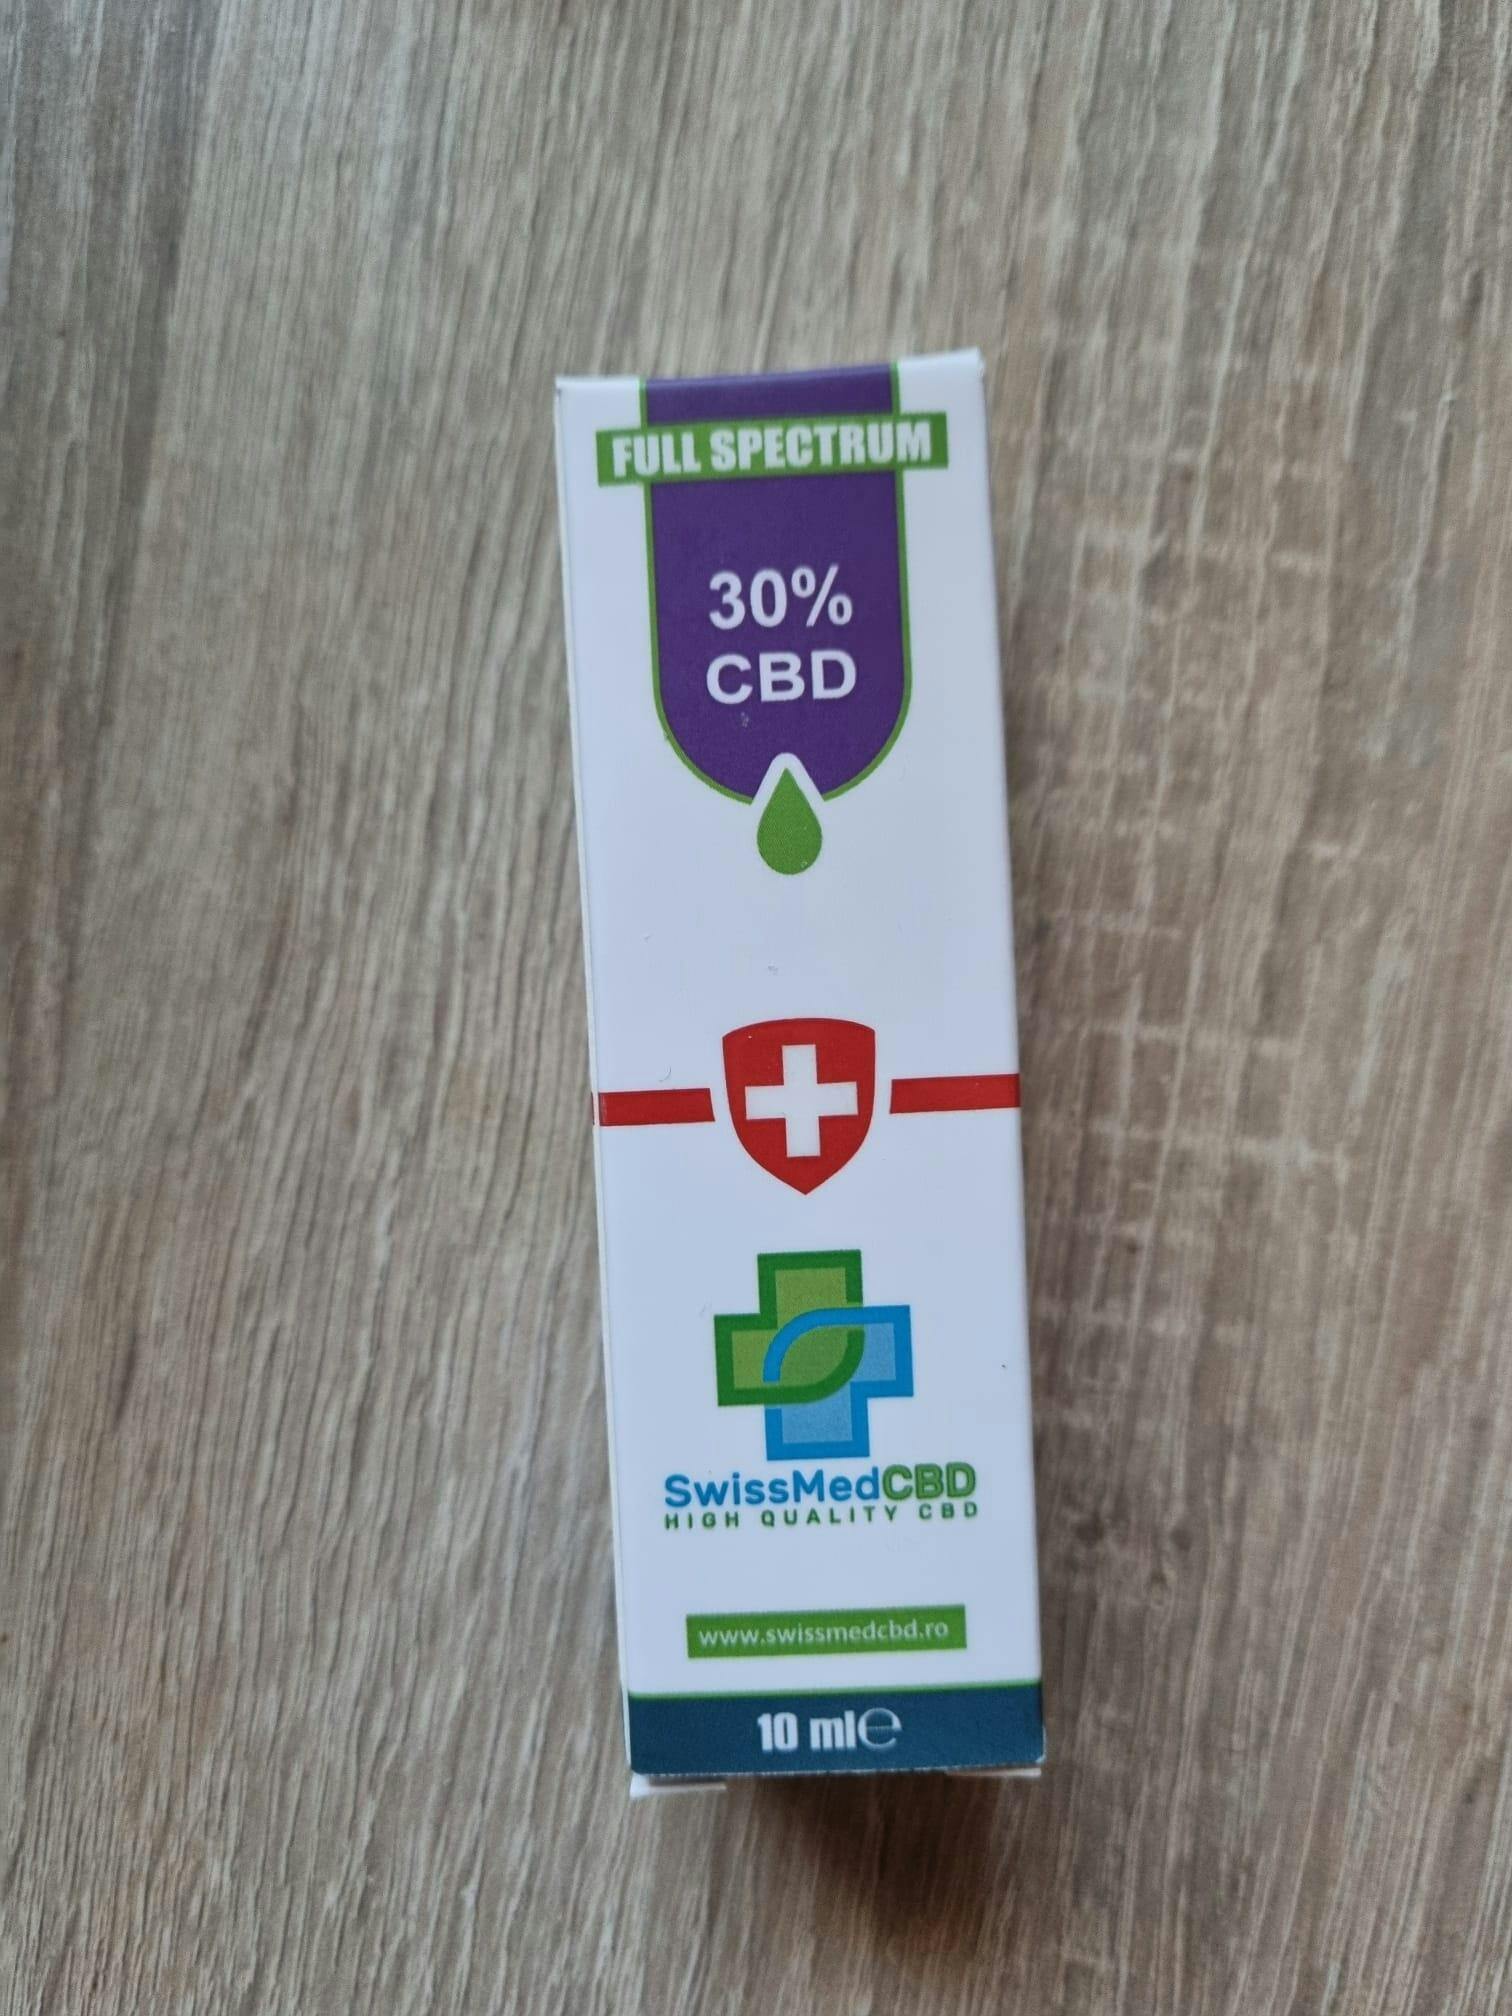 FULL SPECTRUM
30%
CBD
SwissMedCBD
HIGH QUALITY CBD
www.swissmedcbd.ro
10 ml℮